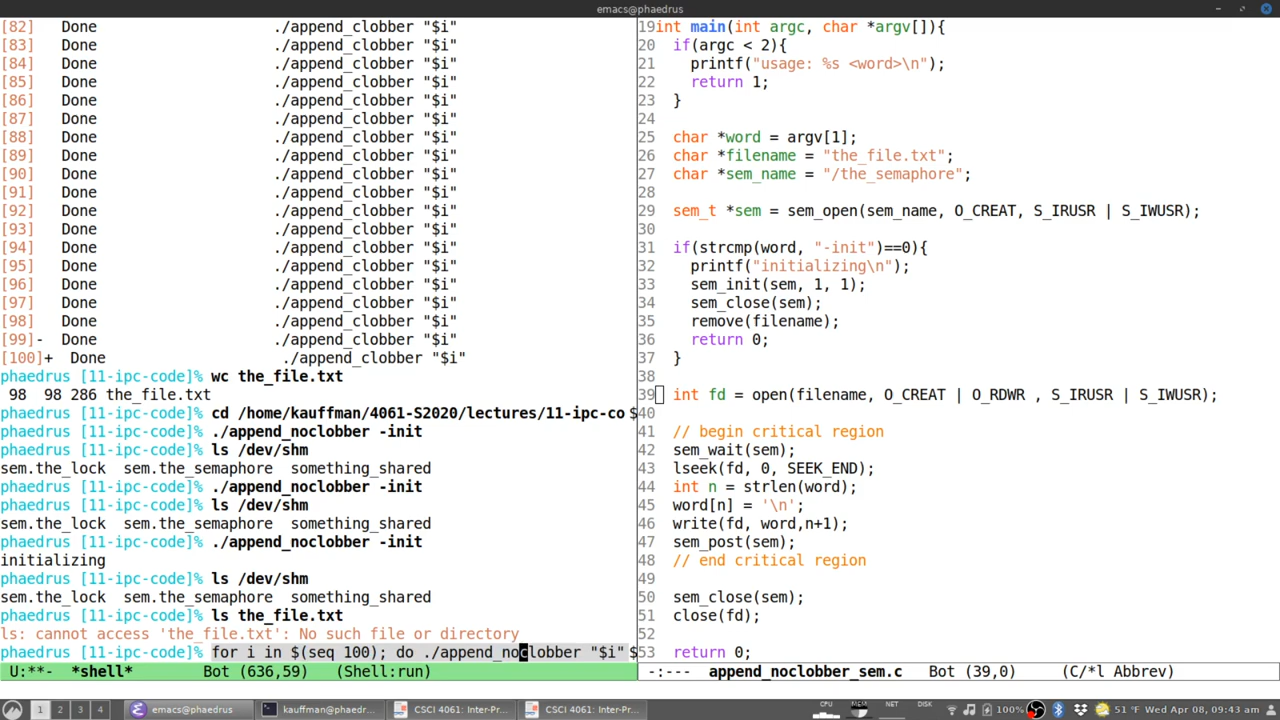 emacs@phaedrus
[82]   Done                    ./append_clobber "$i"
[83]   Done                    ./append_clobber "$i"
[84]   Done                    ./append_clobber "$i"
[85]   Done                    ./append_clobber "$i"
[86]   Done                    ./append_clobber "$i"
[87]   Done                    ./append_clobber "$i"
[88]   Done                    ./append_clobber "$i"
[89]   Done                    ./append_clobber "$i"
[90]   Done                    ./append_clobber "$i"
[91]   Done                    ./append_clobber "$i"
[92]   Done                    ./append_clobber "$i"
[93]   Done                    ./append_clobber "$i"
[94]   Done                    ./append_clobber "$i"
[95]   Done                    ./append_clobber "$i"
[96]   Done                    ./append_clobber "$i"
[97]   Done                    ./append_clobber "$i"
[98]   Done                    ./append_clobber "$i"
[99]-  Done                    ./append_clobber "$i"
[100]+  Done                    ./append_clobber "$i"
phaedrus [11-ipc-code]% wc the_file.txt
 98  98 286 the_file.txt
phaedrus [11-ipc-code]% cd /home/kauffman/4061-S2020/lectures/11-ipc-co$
phaedrus [11-ipc-code]% ./append_noclobber -init
phaedrus [11-ipc-code]% ls /dev/shm
sem.the_lock  sem.the_semaphore  something_shared
phaedrus [11-ipc-code]% ./append_noclobber -init
phaedrus [11-ipc-code]% ls /dev/shm
sem.the_lock  sem.the_semaphore  something_shared
phaedrus [11-ipc-code]% ./append_noclobber -init
initializing
phaedrus [11-ipc-code]% ls /dev/shm
sem.the_lock  sem.the_semaphore  something_shared
phaedrus [11-ipc-code]% ls the_file.txt
ls: cannot access 'the_file.txt': No such file or directory
phaedrus [11-ipc-code]% for i in $(seq 100); do ./append_noclobber "$i" $
U:**-  *shell*        Bot (636,59)   (Shell:run)
19int main(int argc, char *argv[]){
20  if(argc < 2){
21    printf("usage: %s <word>\n");
22    return 1;
23  }
24
25  char *word = argv[1];
26  char *filename = "the_file.txt";
27  char *sem_name = "/the_semaphore";
28
29  sem_t *sem = sem_open(sem_name, O_CREAT, S_IRUSR | S_IWUSR);
30
31  if(strcmp(word, "-init")==0){
32    printf("initializing\n");
33    sem_init(sem, 1, 1);
34    sem_close(sem);
35    remove(filename);
36    return 0;
37  }
38
39  int fd = open(filename, O_CREAT | O_RDWR , S_IRUSR | S_IWUSR);
40
41  // begin critical region
42  sem_wait(sem);
43  lseek(fd, 0, SEEK_END);
44  int n = strlen(word);
45  word[n] = '\n';
46  write(fd, word,n+1);
47  sem_post(sem);
48  // end critical region
49
50  sem_close(sem);
51  close(fd);
52
53  return 0;
-:---  append_noclobber_sem.c   Bot (39,0)     (C/*l Abbrev)
1 2 3 4 emacs@phaedrus kauffman@phaedr... CSCI 4061: Inter-Pr... CSCI 4061: Inter-Pr... CPU MEM NET DISK 100% 51 °F Wed Apr 08, 09:43 am